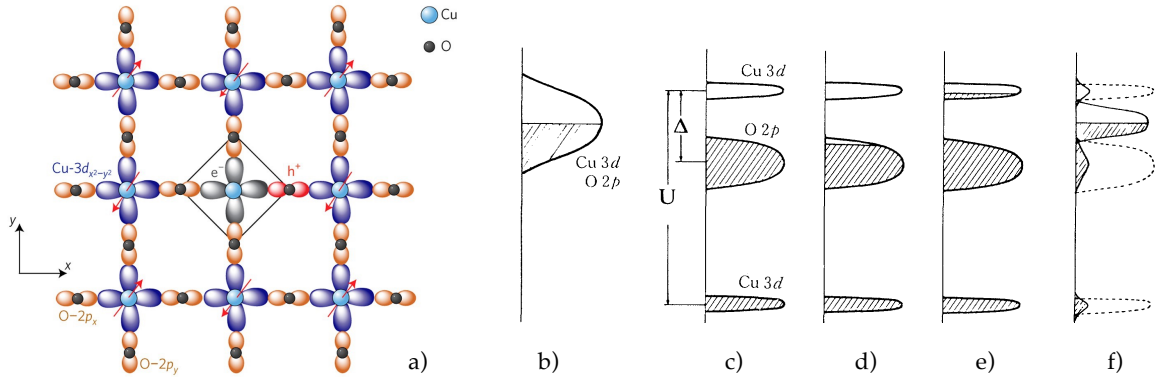 Cu
O
Cu-3d_{x²−y²}
e⁻
h⁺
y
x
O−2p_x
O−2p_y
a)
Cu 3d
O 2p
b)
Cu 3d
Δ
O 2p
U
Cu 3d
c)
d)
e)
f)